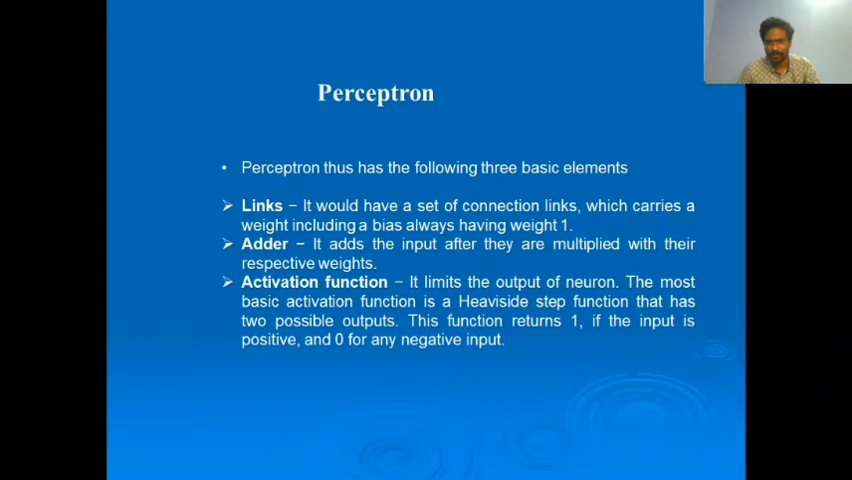 Perceptron
• Perceptron thus has the following three basic elements
➢ Links − It would have a set of connection links, which carries a
weight including a bias always having weight 1.
➢ Adder − It adds the input after they are multiplied with their
respective weights.
➢ Activation function − It limits the output of neuron. The most
basic activation function is a Heaviside step function that has
two possible outputs. This function returns 1, if the input is
positive, and 0 for any negative input.